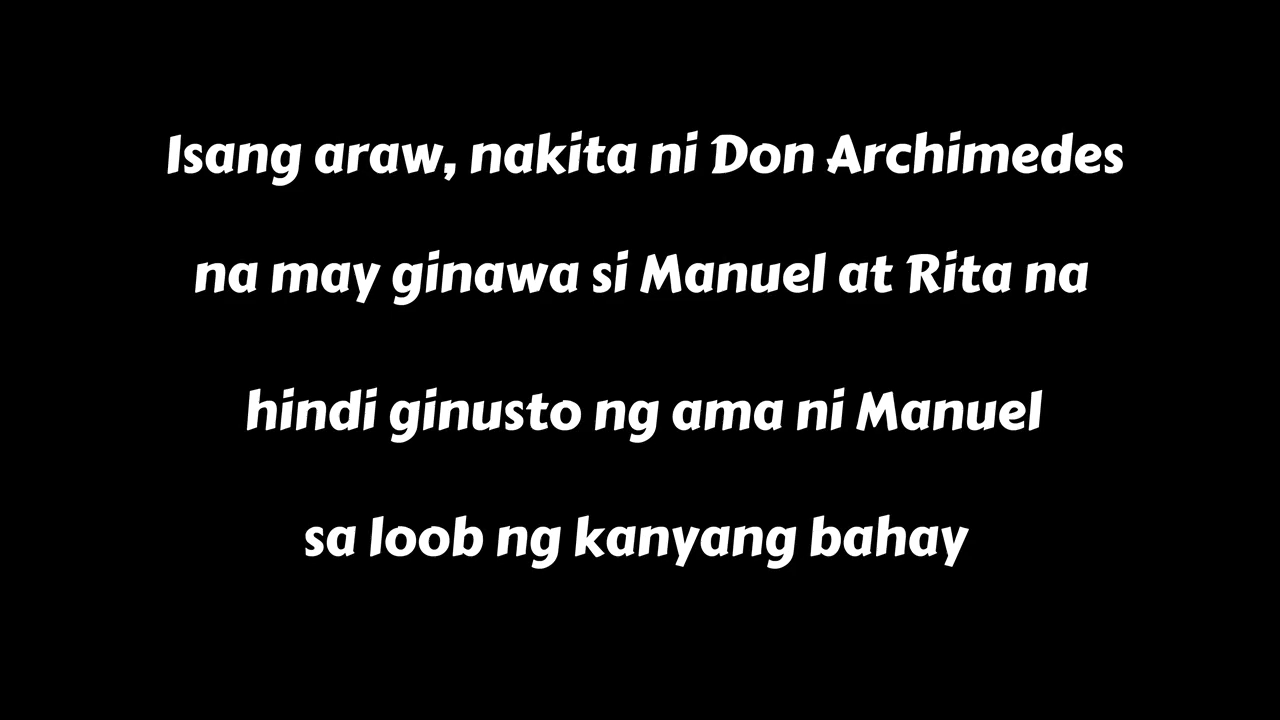 Isang araw, nakita ni Don Archimedes
na may ginawa si Manuel at Rita na
hindi ginusto ng ama ni Manuel
sa loob ng kanyang bahay